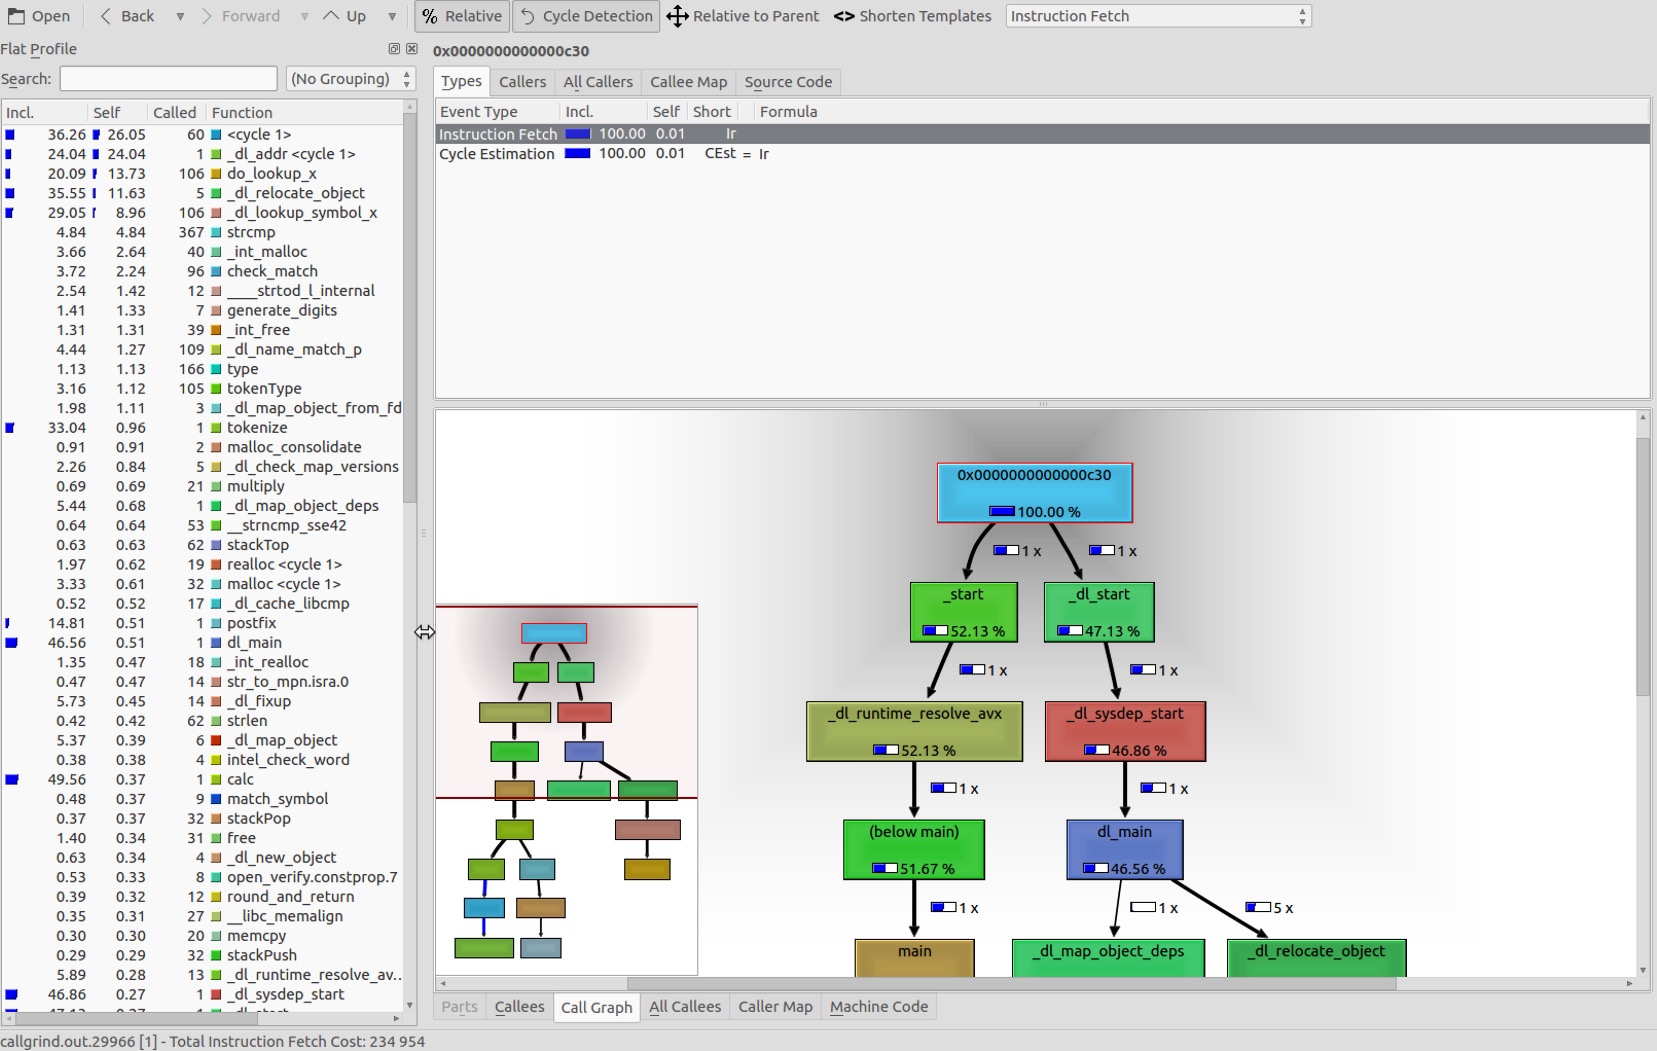 Open Back Forward Up % Relative Cycle Detection Relative to Parent <> Shorten Templates Instruction Fetch
Flat Profile
Search: (No Grouping)
Incl. Self Called Function
36.26 26.05 60 <cycle 1>
24.04 24.04 1 _dl_addr <cycle 1>
20.09 13.73 106 do_lookup_x
35.55 11.63 5 _dl_relocate_object
29.05 8.96 106 _dl_lookup_symbol_x
4.84 4.84 367 strcmp
3.66 2.64 40 _int_malloc
3.72 2.24 96 check_match
2.54 1.42 12 ____strtod_l_internal
1.41 1.33 7 generate_digits
1.31 1.31 39 _int_free
4.44 1.27 109 _dl_name_match_p
1.13 1.13 166 type
3.16 1.12 105 tokenType
1.98 1.11 3 _dl_map_object_from_fd
33.04 0.96 1 tokenize
0.91 0.91 2 malloc_consolidate
2.26 0.84 5 _dl_check_map_versions
0.69 0.69 21 multiply
5.44 0.68 1 _dl_map_object_deps
0.64 0.64 53 __strncmp_sse42
0.63 0.63 62 stackTop
1.97 0.62 19 realloc <cycle 1>
3.33 0.61 32 malloc <cycle 1>
0.52 0.52 17 _dl_cache_libcmp
14.81 0.51 1 postfix
46.56 0.51 1 dl_main
1.35 0.47 18 _int_realloc
0.47 0.47 14 str_to_mpn.isra.0
5.73 0.45 14 _dl_fixup
0.42 0.42 62 strlen
5.37 0.39 6 _dl_map_object
0.38 0.38 4 intel_check_word
49.56 0.37 1 calc
0.48 0.37 9 match_symbol
0.37 0.37 32 stackPop
1.40 0.34 31 free
0.63 0.34 4 _dl_new_object
0.53 0.33 8 open_verify.constprop.7
0.39 0.32 12 round_and_return
0.35 0.31 27 __libc_memalign
0.30 0.30 20 memcpy
0.29 0.29 32 stackPush
5.89 0.28 13 _dl_runtime_resolve_av..
46.86 0.27 1 _dl_sysdep_start
0x0000000000000c30
Types Callers All Callers Callee Map Source Code
Event Type Incl. Self Short Formula
Instruction Fetch 100.00 0.01 Ir
Cycle Estimation 100.00 0.01 CEst = Ir
0x0000000000000c30
100.00 %
1 x 1 x
_start _dl_start
52.13 % 47.13 %
1 x 1 x
_dl_runtime_resolve_avx _dl_sysdep_start
52.13 % 46.86 %
1 x 1 x
(below main) dl_main
51.67 % 46.56 %
1 x 1 x 5 x
main _dl_map_object_deps _dl_relocate_object
Parts Callees Call Graph All Callees Caller Map Machine Code
callgrind.out.29966 [1] - Total Instruction Fetch Cost: 234 954